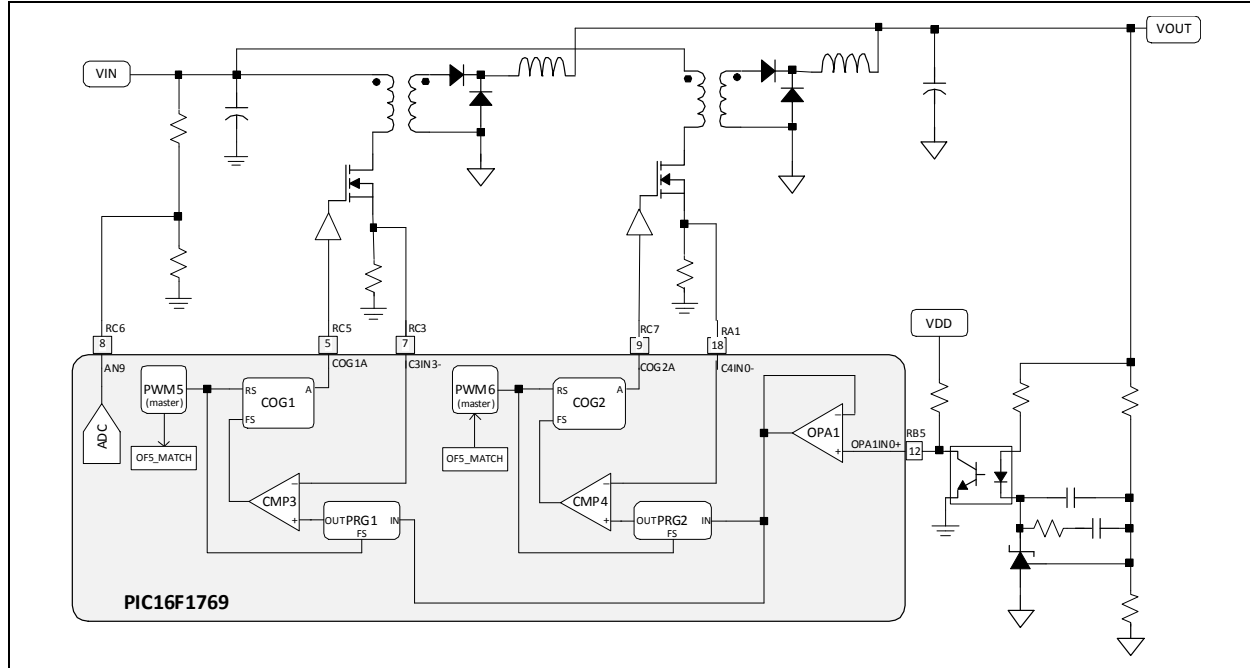 VOUT
VIN
VDD
RC6
RC5
RC3
RC7
RA1
8
5
7
9
18
AN9
COG1A
C3IN3-
COG2A
C4IN0-
PWM5
(master)
RS
A
COG1
FS
PWM6
(master)
RS
A
COG2
FS
OPA1
-
+
OPA1IN0+
RB5
12
ADC
OF5_MATCH
OF5_MATCH
CMP3
-
+
OUT
PRG1
IN
FS
CMP4
-
+
OUT
PRG2
IN
FS
PIC16F1769